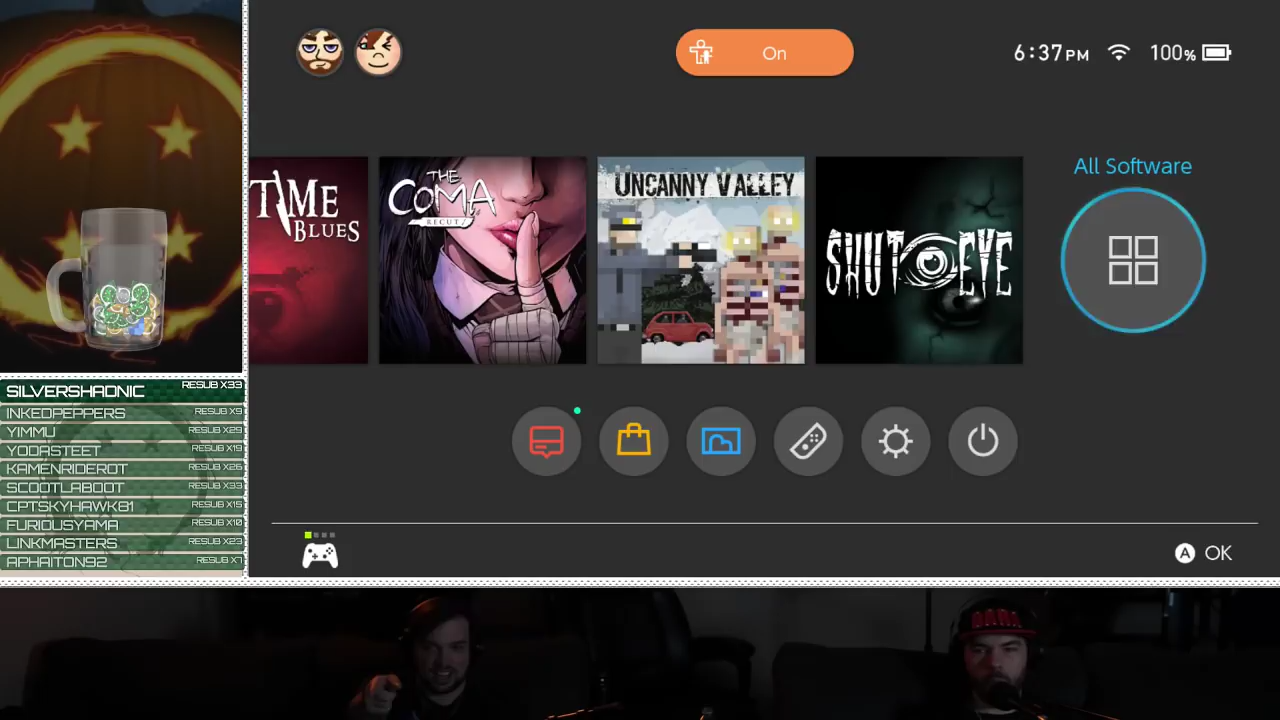 On
6:37PM
100%
All Software
TIME
BLUES
THE
COMA
RECUT
UNCANNY VALLEY
SHUT EYE
SILVERSHADNIC RESUB X33
INKEDPEPPERS RESUB X9
YIMMU RESUB X29
YODASTEET RESUB X19
KAMENRIDEROT RESUB X26
SCOOTLABOOT RESUB X33
CPTSKYHAWK81 RESUB X15
FURIOUSYAMA RESUB X10
LINKMASTERS RESUB X23
APHAITON92 RESUB X7
A OK